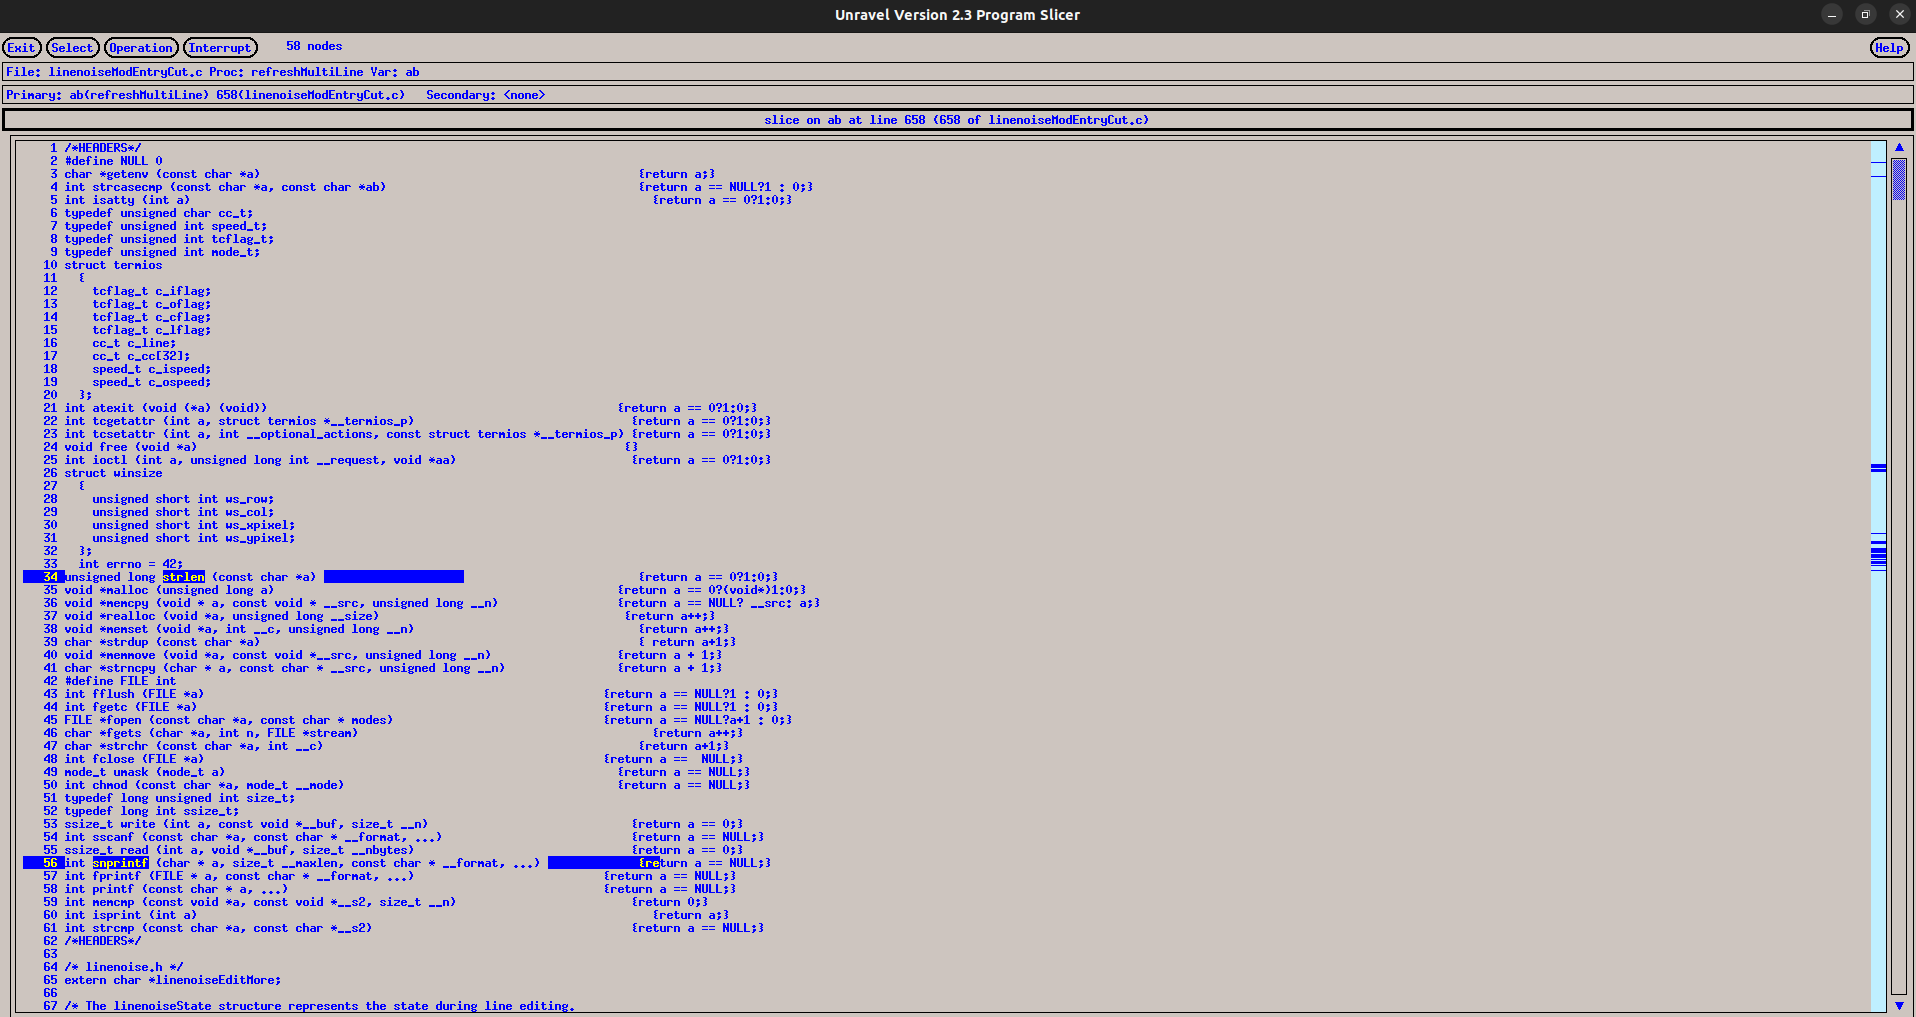 Unravel Version 2.3 Program Slicer
Exit Select Operation Interrupt 58 nodes Help
File: linenoiseModEntryCut.c Proc: refreshMultiLine Var: ab
Primary: ab(refreshMultiLine) 658(linenoiseModEntryCut.c) Secondary: <none>
slice on ab at line 658 (658 of linenoiseModEntryCut.c)
1 /*HEADERS*/
2 #define NULL 0
3 char *getenv (const char *a) {return a;}
4 int strcasecmp (const char *a, const char *ab) {return a == NULL?1 : 0;}
5 int isatty (int a) {return a == 0?1:0;}
6 typedef unsigned char cc_t;
7 typedef unsigned int speed_t;
8 typedef unsigned int tcflag_t;
9 typedef unsigned int mode_t;
10 struct termios
11 {
12 tcflag_t c_iflag;
13 tcflag_t c_oflag;
14 tcflag_t c_cflag;
15 tcflag_t c_lflag;
16 cc_t c_line;
17 cc_t c_cc[32];
18 speed_t c_ispeed;
19 speed_t c_ospeed;
20 };
21 int atexit (void (*a) (void)) {return a == 0?1:0;}
22 int tcgetattr (int a, struct termios *__termios_p) {return a == 0?1:0;}
23 int tcsetattr (int a, int __optional_actions, const struct termios *__termios_p) {return a == 0?1:0;}
24 void free (void *a) {}
25 int ioctl (int a, unsigned long int __request, void *aa) {return a == 0?1:0;}
26 struct winsize
27 {
28 unsigned short int ws_row;
29 unsigned short int ws_col;
30 unsigned short int ws_xpixel;
31 unsigned short int ws_ypixel;
32 };
33 int errno = 42;
34 unsigned long strlen (const char *a) {return a == 0?1:0;}
35 void *malloc (unsigned long a) {return a == 0?(void*)1:0;}
36 void *memcpy (void * a, const void * __src, unsigned long __n) {return a == NULL? __src: a;}
37 void *realloc (void *a, unsigned long __size) {return a++;}
38 void *memset (void *a, int __c, unsigned long __n) {return a++;}
39 char *strdup (const char *a) { return a+1;}
40 void *memmove (void *a, const void *__src, unsigned long __n) {return a + 1;}
41 char *strncpy (char * a, const char * __src, unsigned long __n) {return a + 1;}
42 #define FILE int
43 int fflush (FILE *a) {return a == NULL?1 : 0;}
44 int fgetc (FILE *a) {return a == NULL?1 : 0;}
45 FILE *fopen (const char *a, const char * modes) {return a == NULL?a+1 : 0;}
46 char *fgets (char *a, int n, FILE *stream) {return a++;}
47 char *strchr (const char *a, int __c) {return a+1;}
48 int fclose (FILE *a) {return a == NULL;}
49 mode_t umask (mode_t a) {return a == NULL;}
50 int chmod (const char *a, mode_t __mode) {return a == NULL;}
51 typedef long unsigned int size_t;
52 typedef long int ssize_t;
53 ssize_t write (int a, const void *__buf, size_t __n) {return a == 0;}
54 int sscanf (const char *a, const char * __format, ...) {return a == NULL;}
55 ssize_t read (int a, void *__buf, size_t __nbytes) {return a == 0;}
56 int snprintf (char * a, size_t __maxlen, const char * __format, ...) {return a == NULL;}
57 int fprintf (FILE * a, const char * __format, ...) {return a == NULL;}
58 int printf (const char * a, ...) {return a == NULL;}
59 int memcmp (const void *a, const void *__s2, size_t __n) {return 0;}
60 int isprint (int a) {return a;}
61 int strcmp (const char *a, const char *__s2) {return a == NULL;}
62 /*HEADERS*/
63
64 /* linenoise.h */
65 extern char *linenoiseEditMore;
66
67 /* The linenoiseState structure represents the state during line editing.